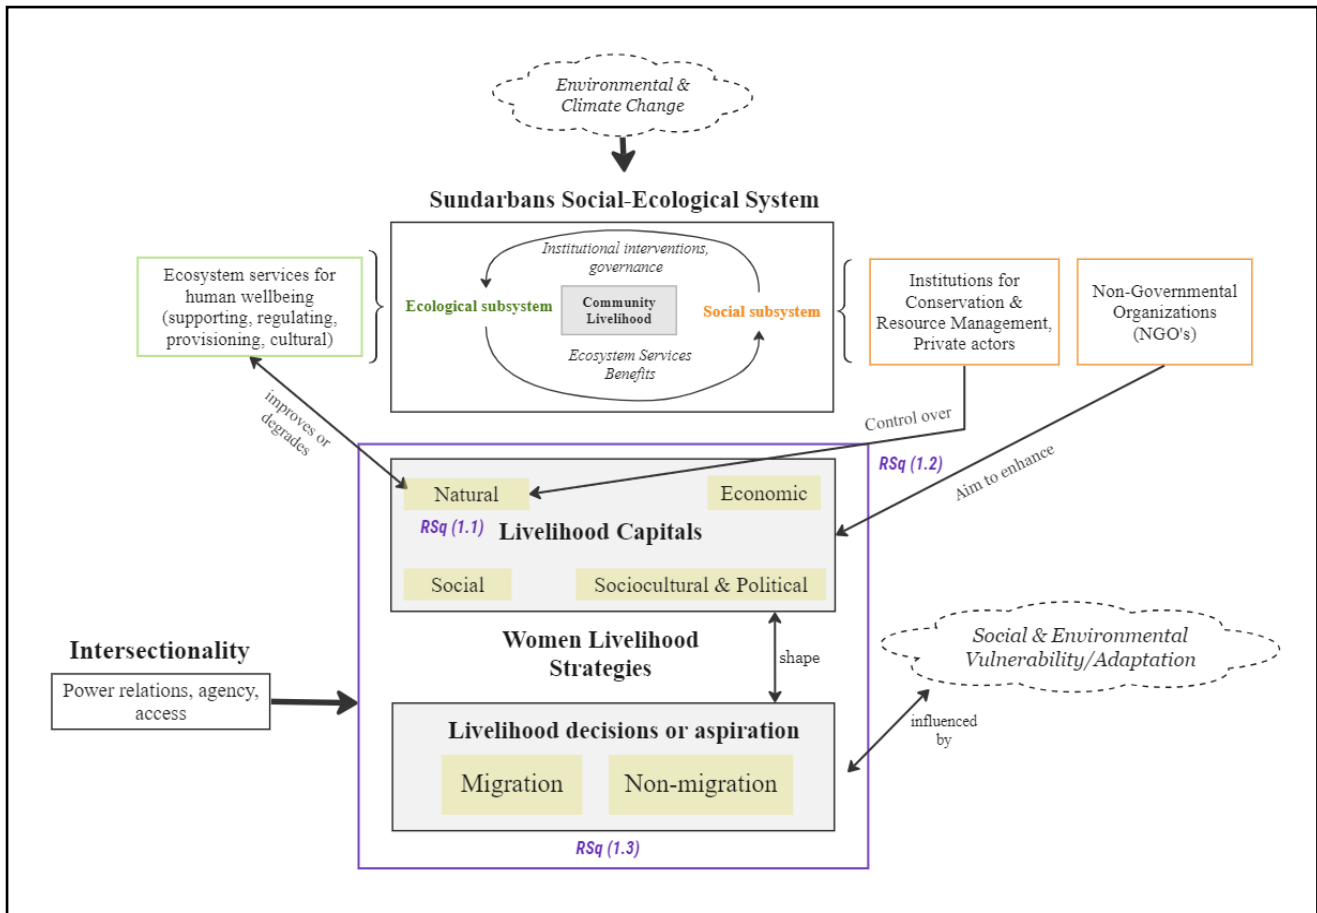 Environmental &
Climate Change
Sundarbans Social-Ecological System
Institutional interventions,
governance
Ecological subsystem
Community
Livelihood
Social subsystem
Ecosystem Services
Benefits
Ecosystem services for
human wellbeing
(supporting, regulating,
provisioning, cultural)
Institutions for
Conservation &
Resource Management,
Private actors
Non-Governmental
Organizations
(NGO's)
improves or
degrades
Control over
RSq (1.2)
Aim to enhance
Natural
Economic
RSq (1.1)
Livelihood Capitals
Social
Sociocultural & Political
Women Livelihood
Strategies
shape
Social & Environmental
Vulnerability/Adaptation
Intersectionality
Power relations, agency,
access
influenced
by
Livelihood decisions or aspiration
Migration
Non-migration
RSq (1.3)